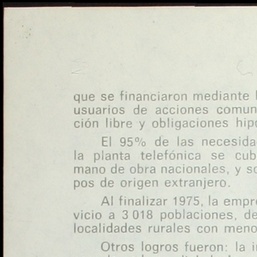 que se financiaron mediante
usuarios de acciones comun
ción libre y obligaciones hipo
El 95% de las necesida
la planta telefónica se cub
mano de obra nacionales, y so
pos de origen extranjero.
Al finalizar 1975, la empre
vicio a 3 018 poblaciones, de
localidades rurales con meno
Otros logros fueron: la i